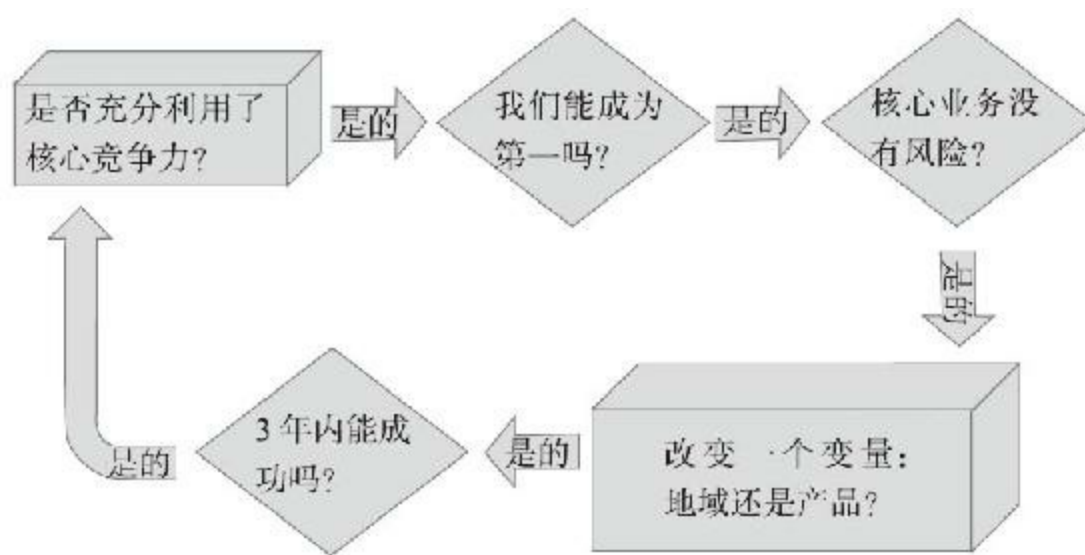 是否充分利用了
核心竞争力?
是的
我们能成为
第一吗?
是的
核心业务没
有风险?
是的
改变一个变量:
地域还是产品?
是的
3年内能成
功吗?
是的